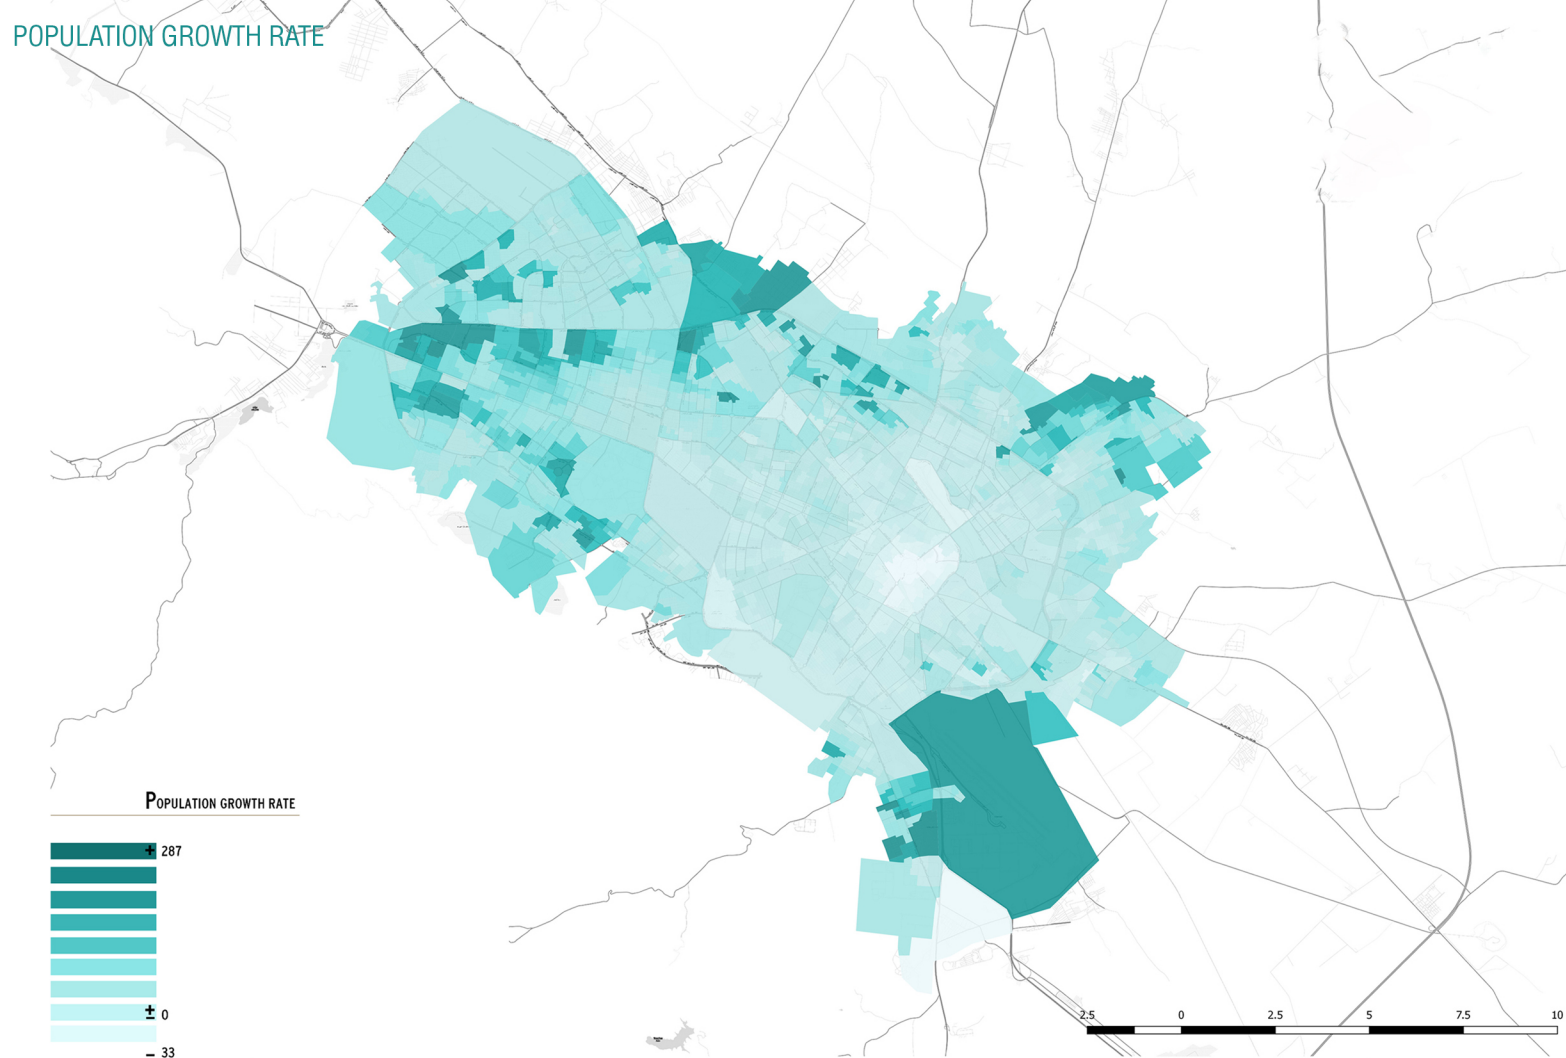 POPULATION GROWTH RATE
POPULATION GROWTH RATE
+ 287
± 0
− 33
2.5 0 2.5 5 7.5 10